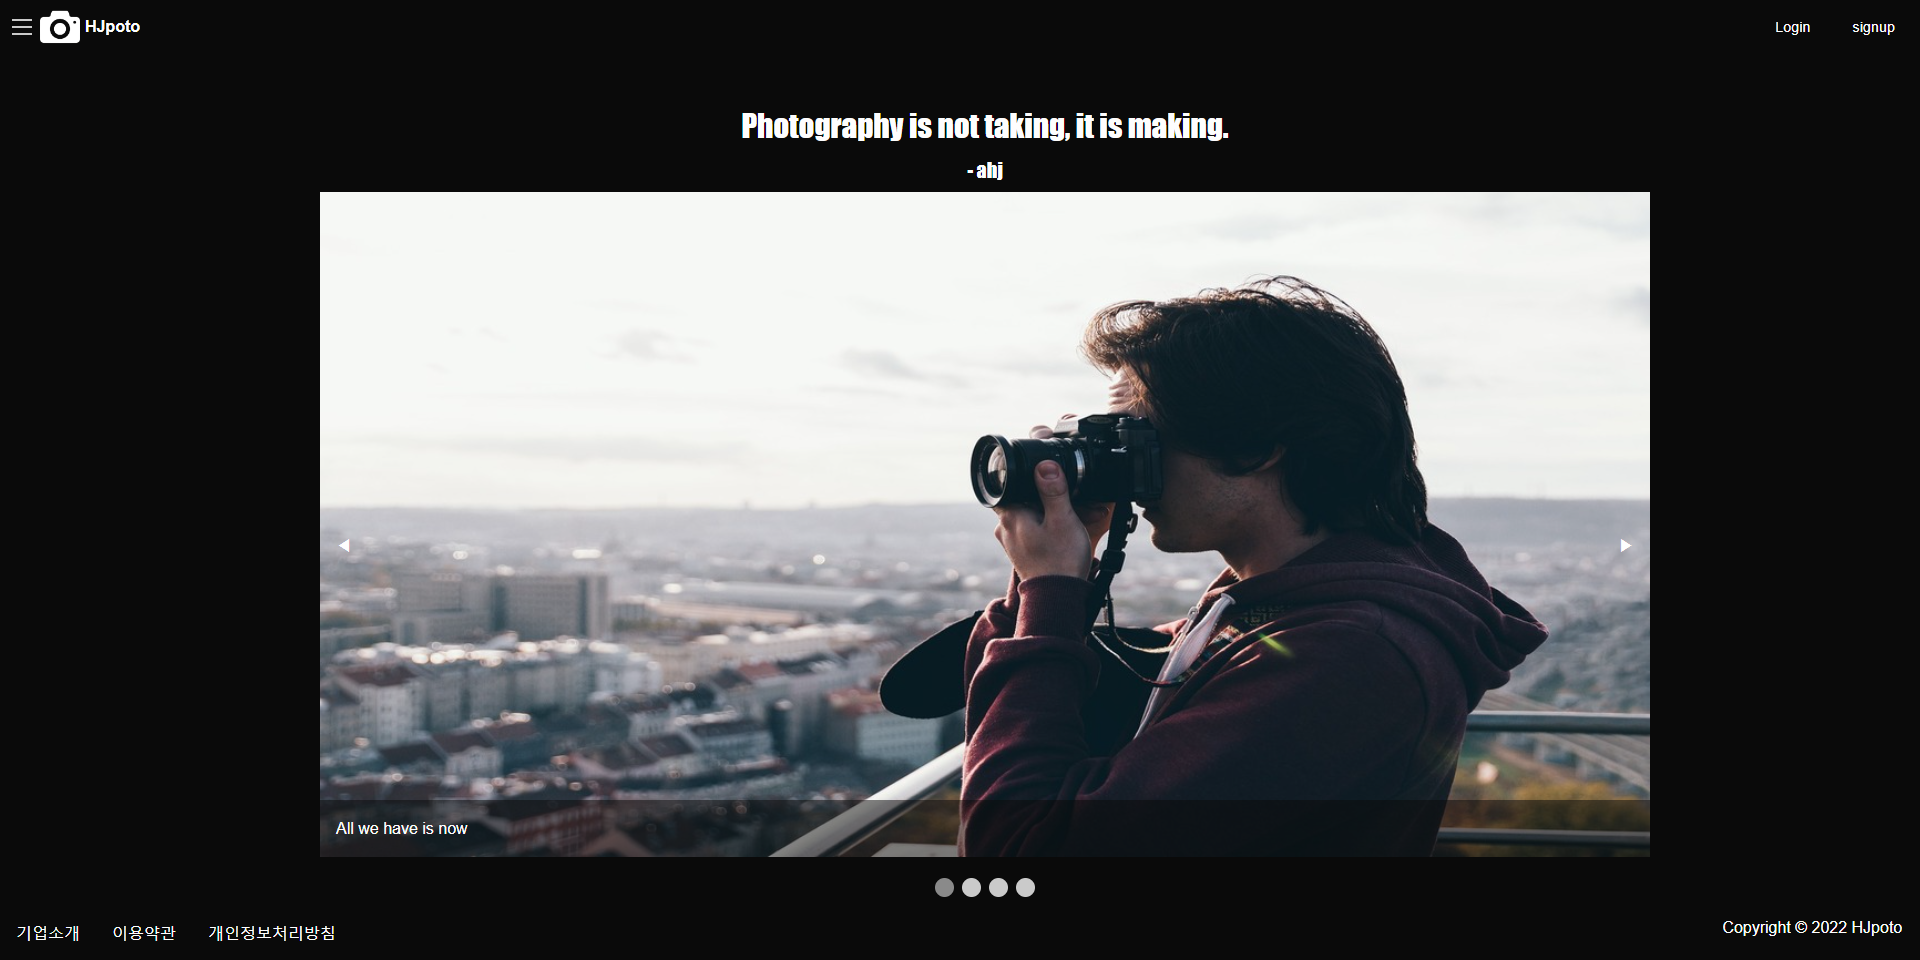 HJpoto
Login
signup
Photography is not taking, it is making.
- ahj
All we have is now
기업소개
이용약관
개인정보처리방침
Copyright © 2022 HJpoto